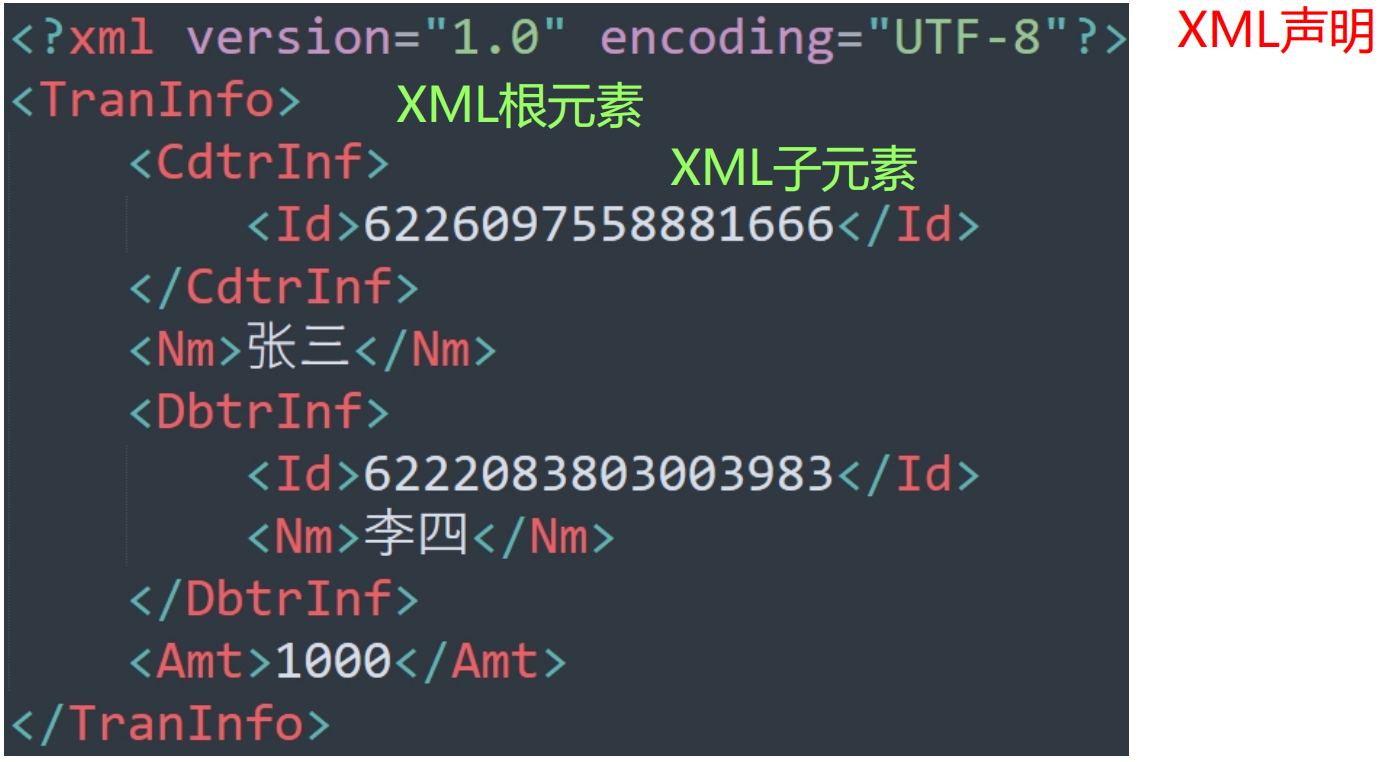 <?xml version="1.0" encoding="UTF-8"?> XML声明
<TranInfo> XML根元素
<CdtrInf> XML子元素
<Id>6226097558881666</Id>
</CdtrInf>
<Nm>张三</Nm>
<DbtrInf>
<Id>6222083803003983</Id>
<Nm>李四</Nm>
</DbtrInf>
<Amt>1000</Amt>
</TranInfo>